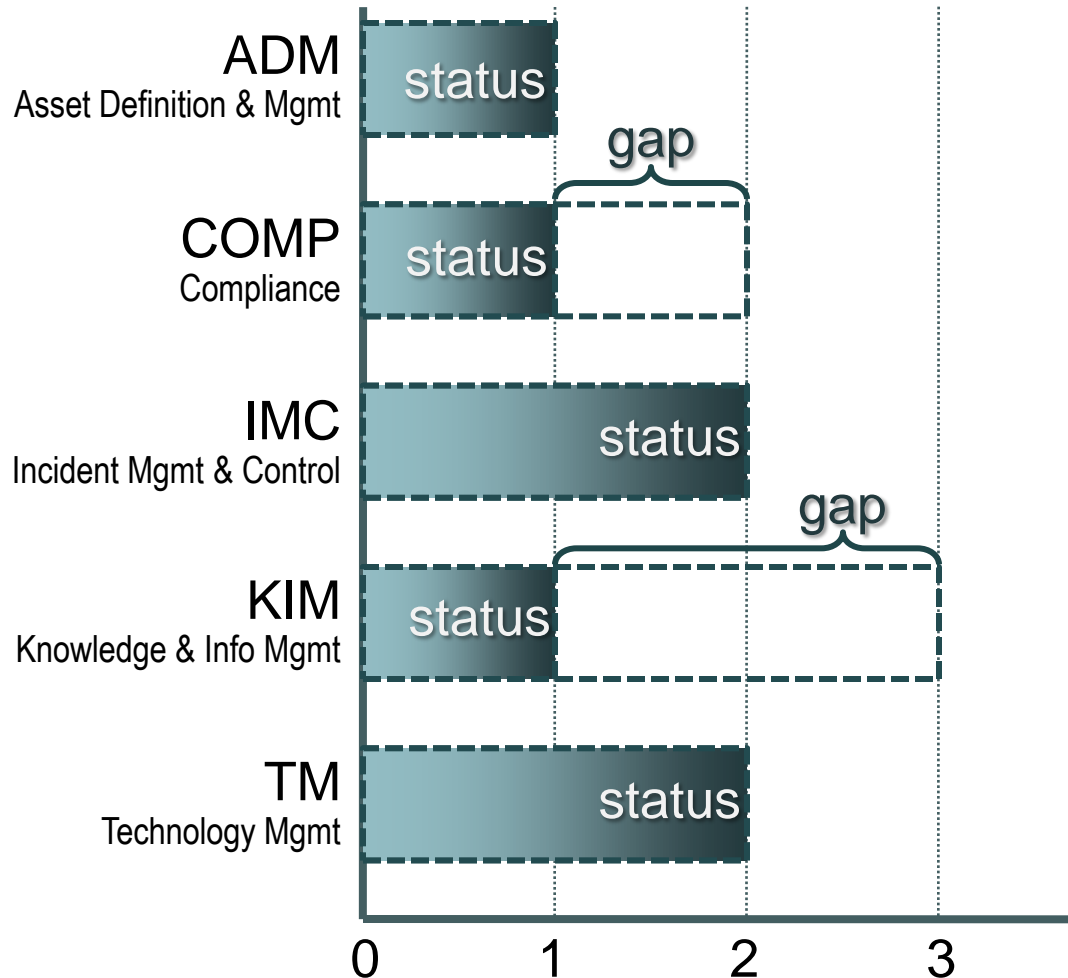 ADM
Asset Definition & Mgmt
status
gap
COMP
Compliance
status
IMC
Incident Mgmt & Control
status
gap
KIM
Knowledge & Info Mgmt
status
TM
Technology Mgmt
status
0 1 2 3